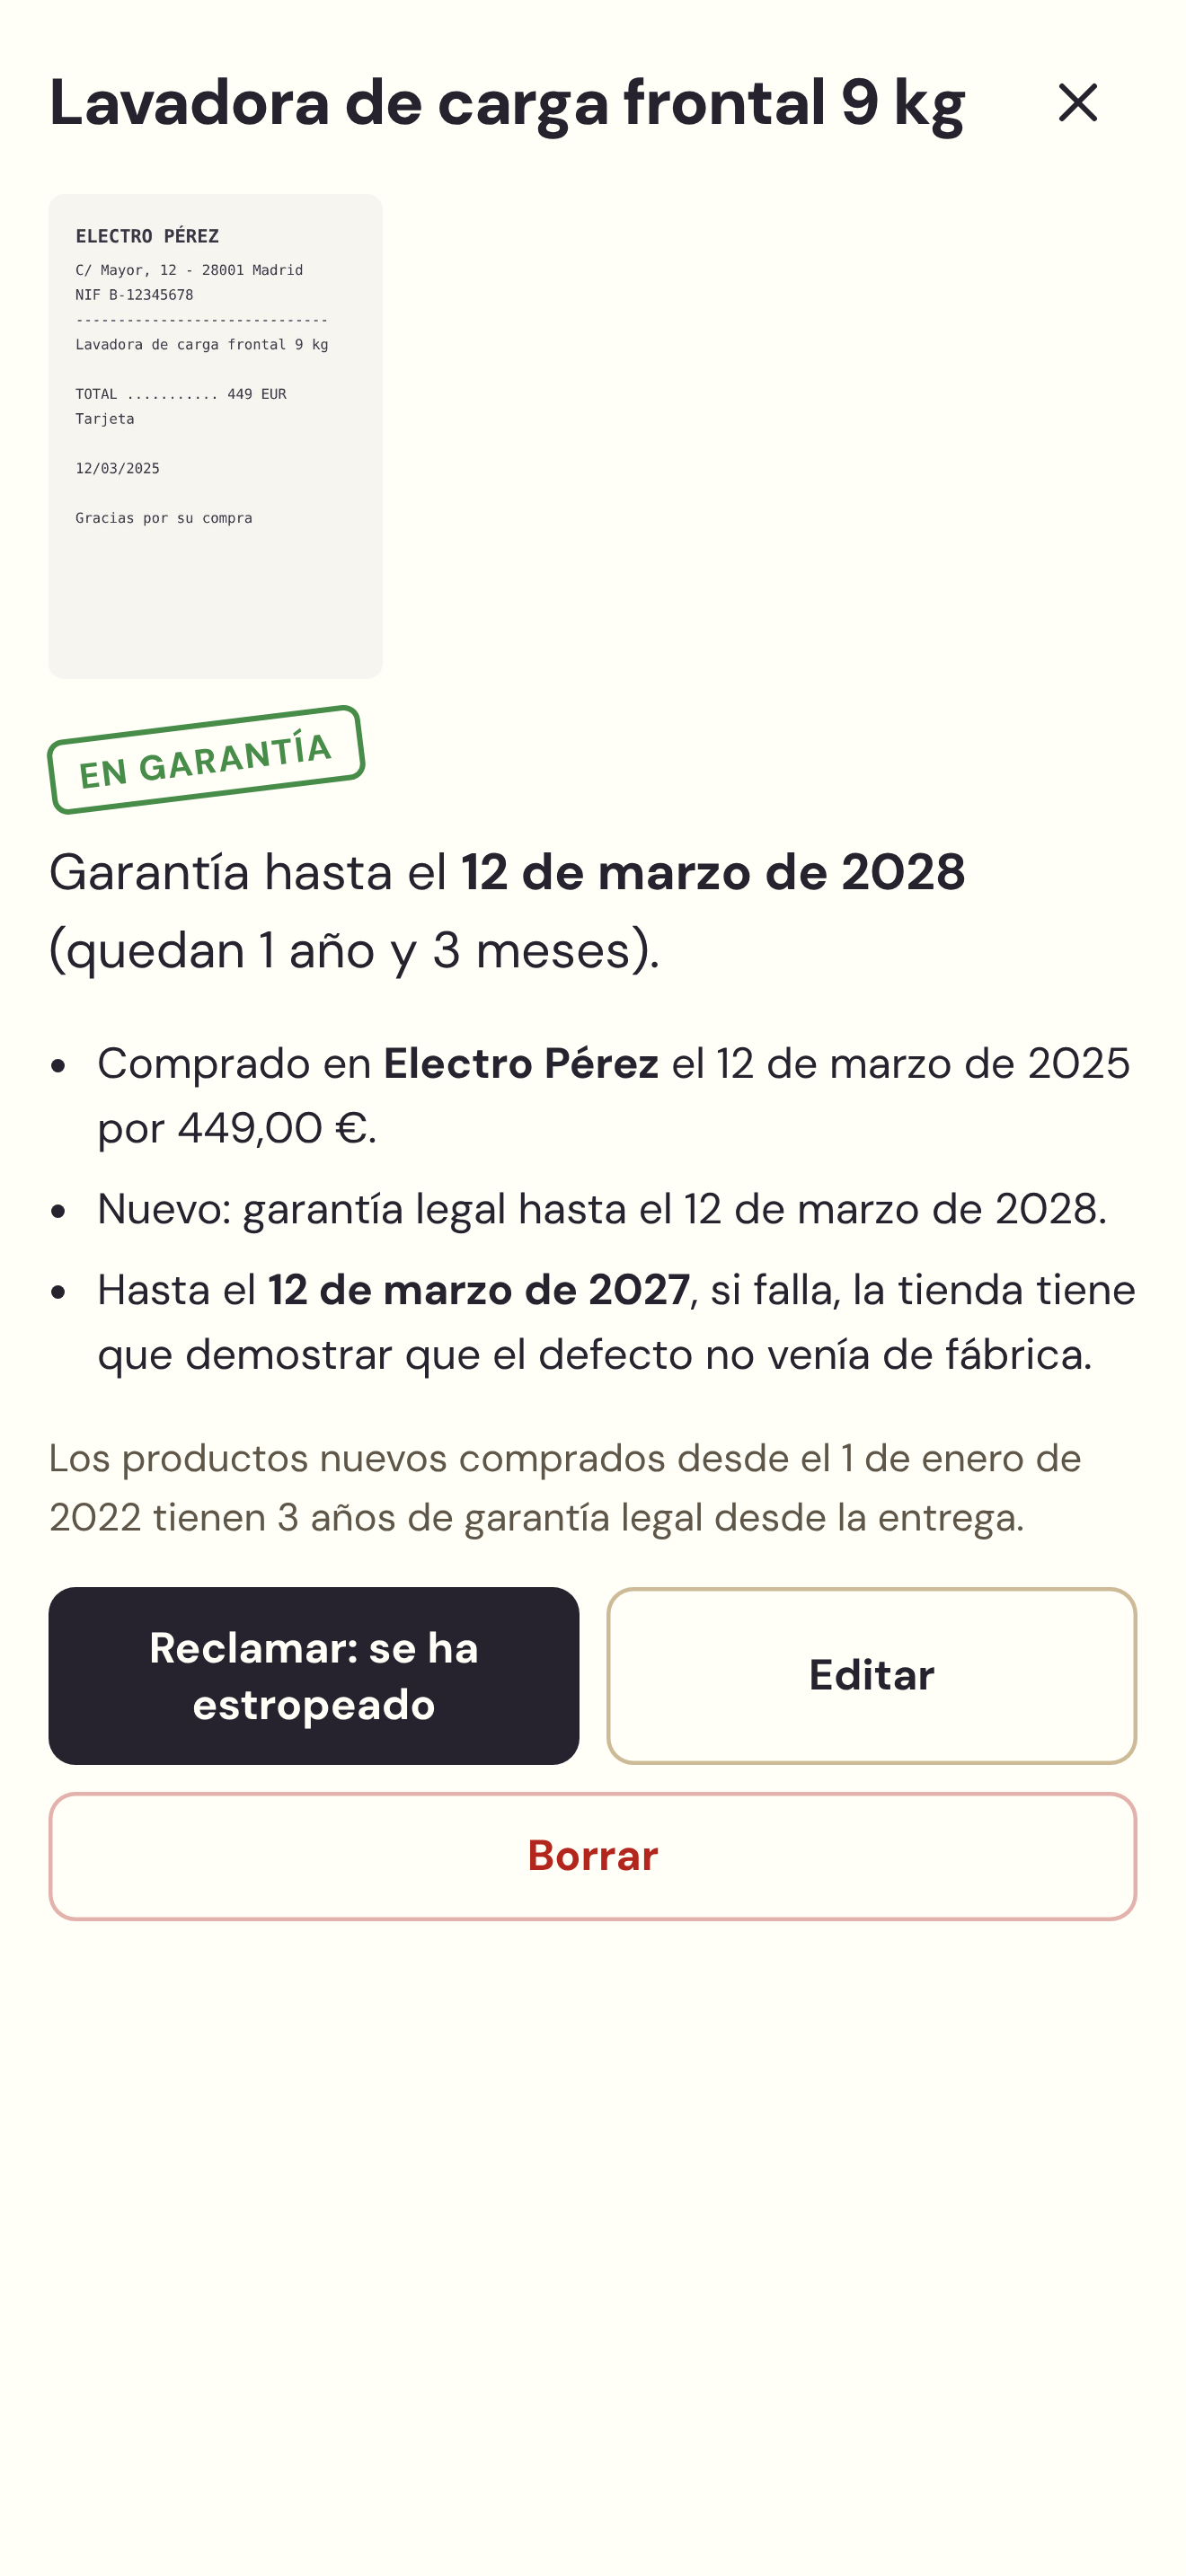 Lavadora de carga frontal 9 kg
ELECTRO PÉREZ
C/ Mayor, 12 - 28001 Madrid
NIF B-12345678
------------------------------
Lavadora de carga frontal 9 kg
TOTAL ........... 449 EUR
Tarjeta
12/03/2025
Gracias por su compra
EN GARANTÍA
Garantía hasta el 12 de marzo de 2028
(quedan 1 año y 3 meses).
• Comprado en Electro Pérez el 12 de marzo de 2025
por 449,00 €.
• Nuevo: garantía legal hasta el 12 de marzo de 2028.
• Hasta el 12 de marzo de 2027, si falla, la tienda tiene
que demostrar que el defecto no venía de fábrica.
Los productos nuevos comprados desde el 1 de enero de
2022 tienen 3 años de garantía legal desde la entrega.
Reclamar: se ha
estropeado
Editar
Borrar